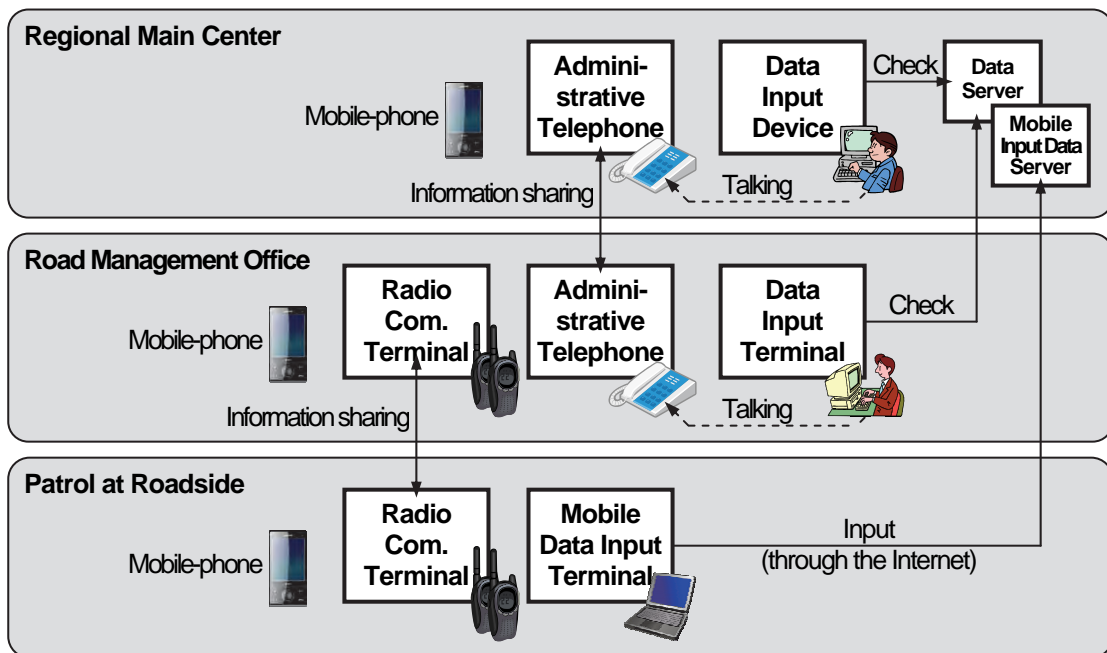 Regional Main Center
Mobile-phone
Admini-
strative
Telephone
Data
Input
Device
Check
Data
Server
Mobile
Input Data
Server
Information sharing
Talking
Road Management Office
Mobile-phone
Radio
Com.
Terminal
Admini-
strative
Telephone
Data
Input
Terminal
Check
Information sharing
Talking
Patrol at Roadside
Mobile-phone
Radio
Com.
Terminal
Mobile
Data Input
Terminal
Input
(through the Internet)